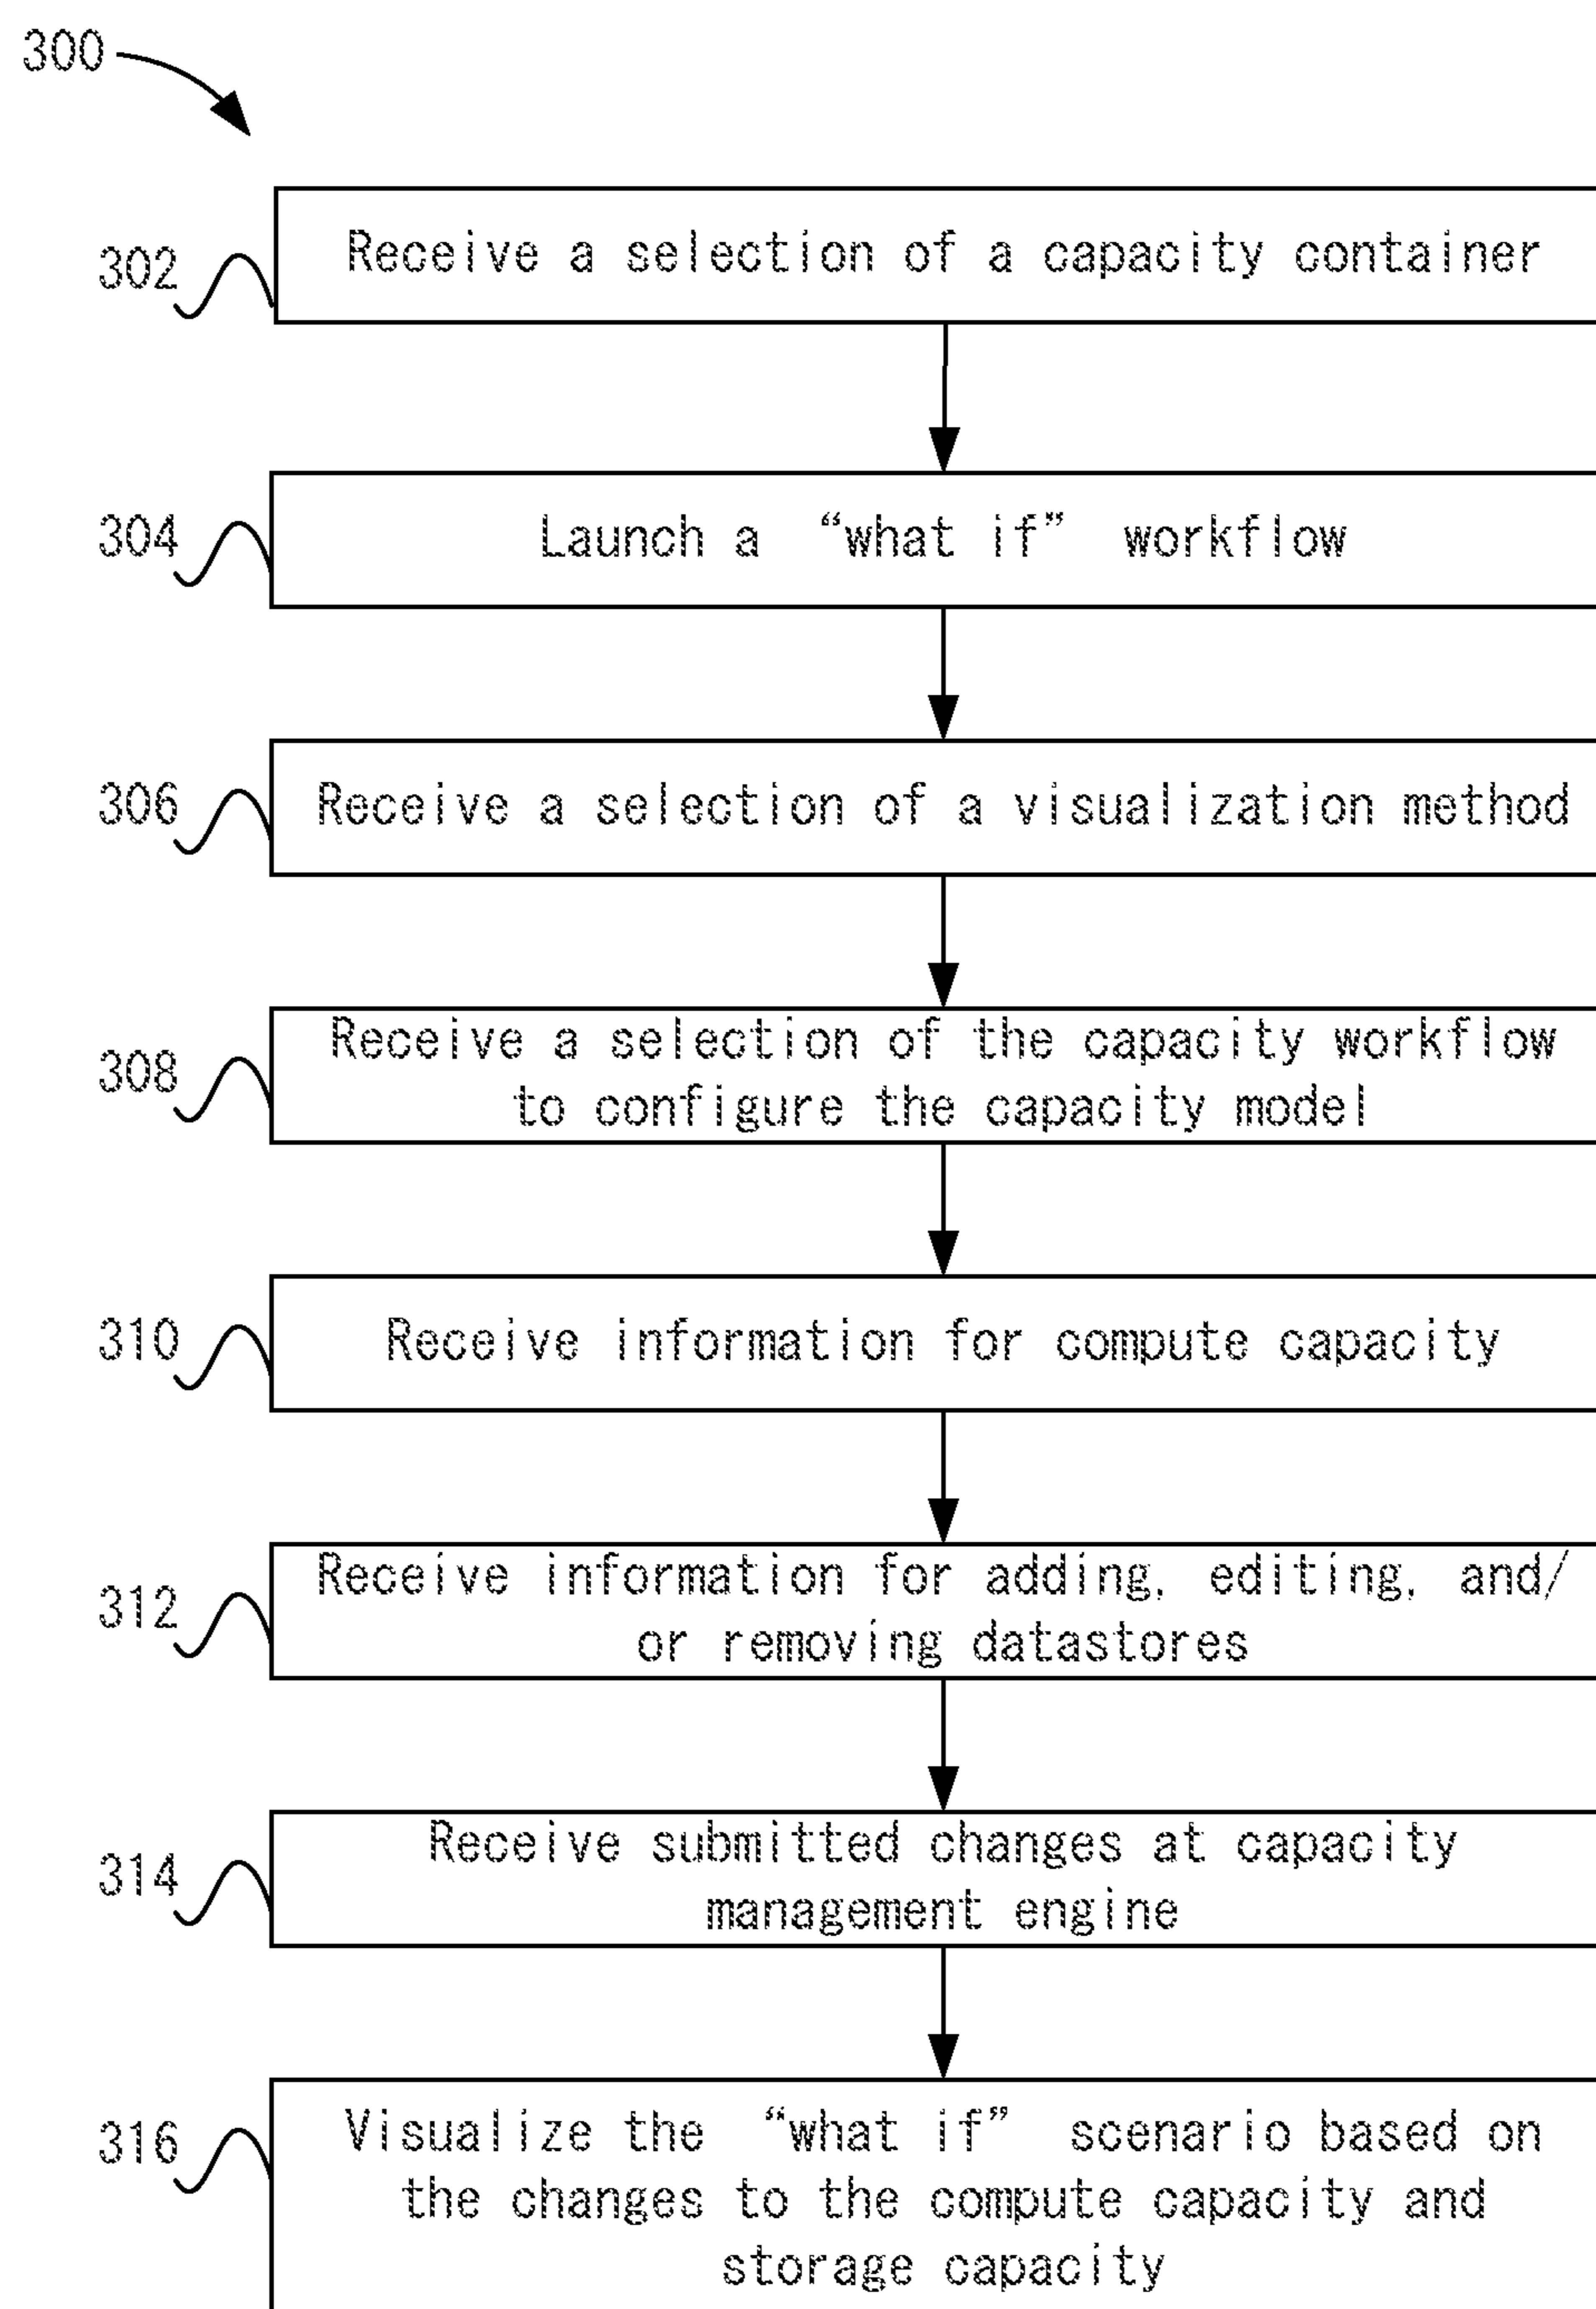 300
302
Receive a selection of a capacity container
304
Launch a “what if” workflow
306
Receive a selection of a visualization method
308
Receive a selection of the capacity workflow
to configure the capacity model
310
Receive information for compute capacity
312
Receive information for adding, editing, and/
or removing datastores
314
Receive submitted changes at capacity
management engine
316
Visualize the “what if” scenario based on
the changes to the compute capacity and
storage capacity